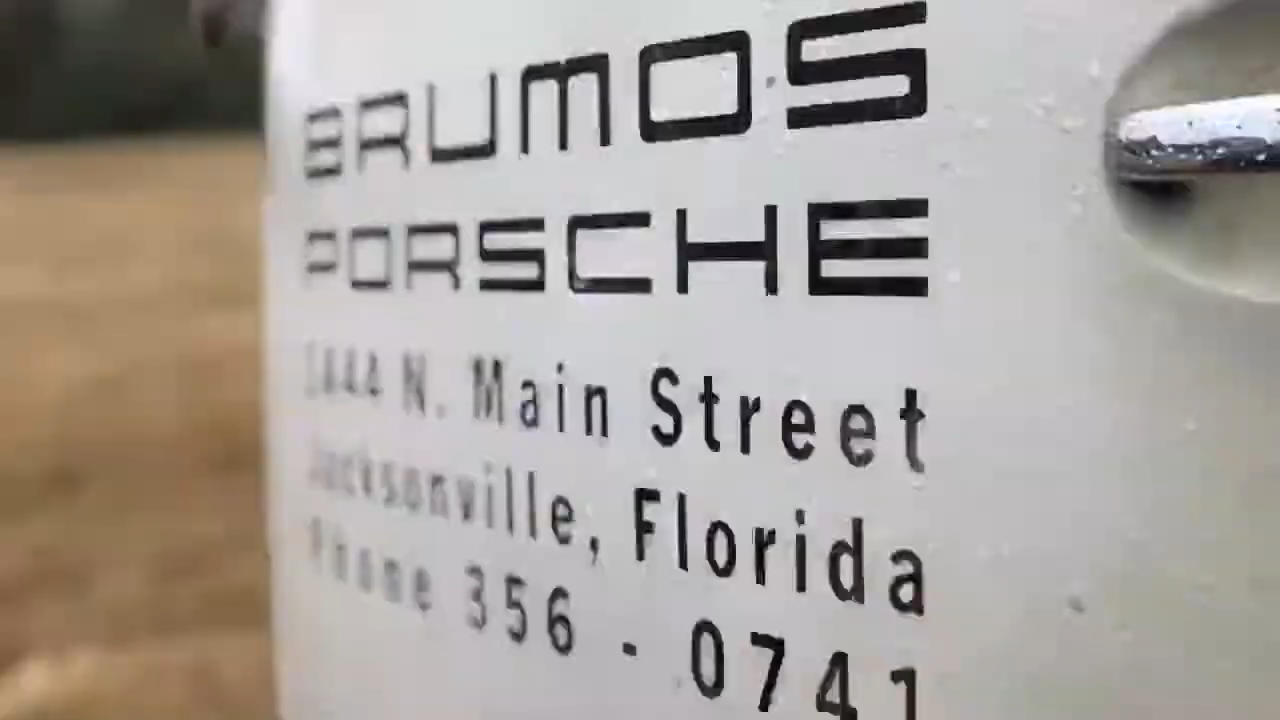 BRUMOS
PORSCHE
N. Main Street
Jacksonville, Florida
Phone 356 - 0741